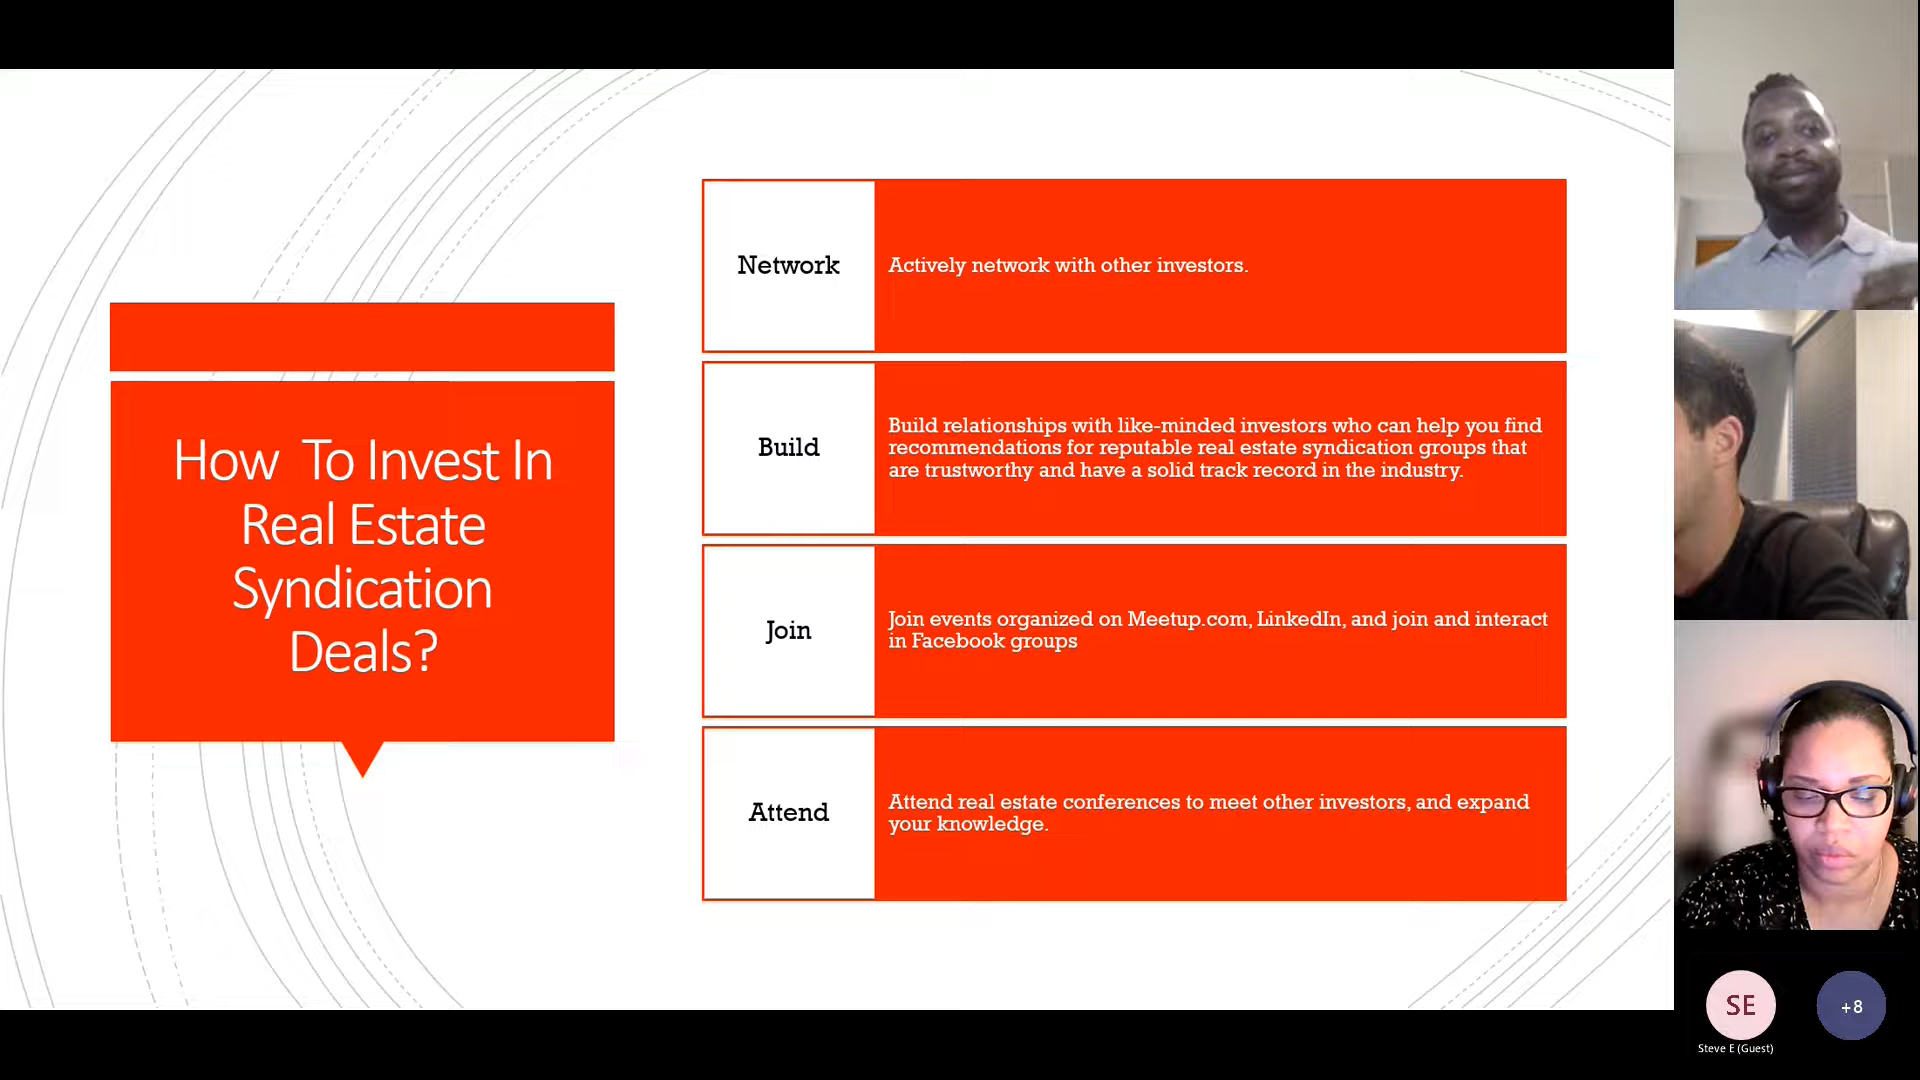 How To Invest In
Real Estate
Syndication
Deals?
Network
Actively network with other investors.
Build
Build relationships with like-minded investors who can help you find
recommendations for reputable real estate syndication groups that
are trustworthy and have a solid track record in the industry.
Join
Join events organized on Meetup.com, LinkedIn, and join and interact
in Facebook groups
Attend
Attend real estate conferences to meet other investors, and expand
your knowledge.
SE
Steve E (Guest)
+8